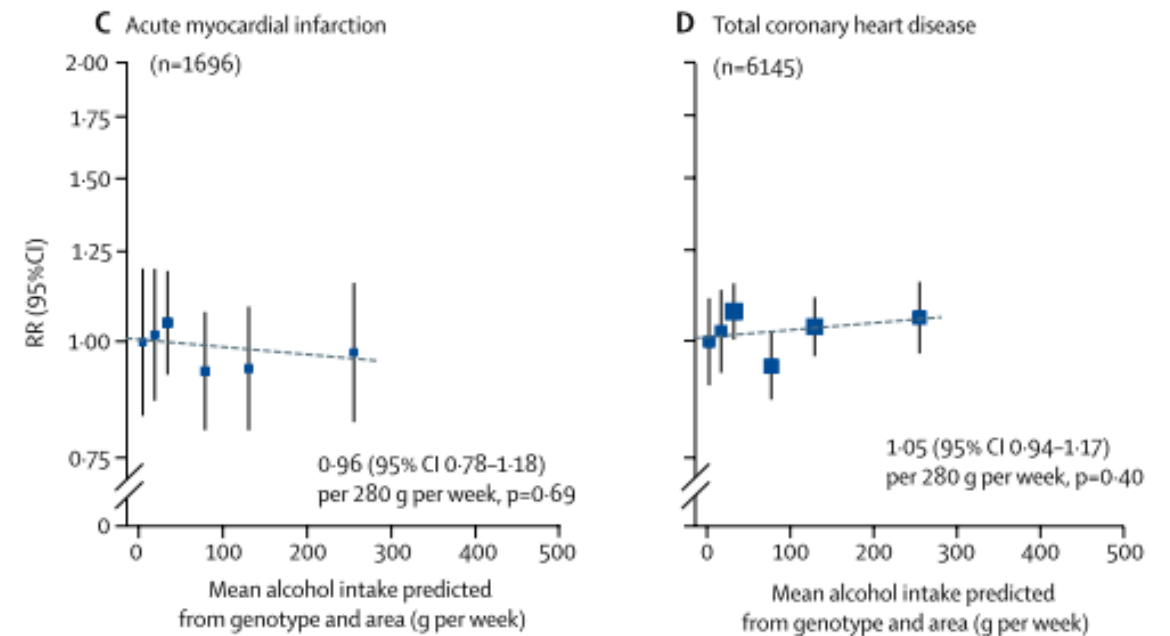 C Acute myocardial infarction
(n=1696)
2·00
1·75
1·50
1·25
1·00
0·75
0
RR (95%CI)
0·96 (95% CI 0·78–1·18)
per 280 g per week, p=0·69
0 100 200 300 400 500
Mean alcohol intake predicted
from genotype and area (g per week)
D Total coronary heart disease
(n=6145)
1·05 (95% CI 0·94–1·17)
per 280 g per week, p=0·40
0 100 200 300 400 500
Mean alcohol intake predicted
from genotype and area (g per week)